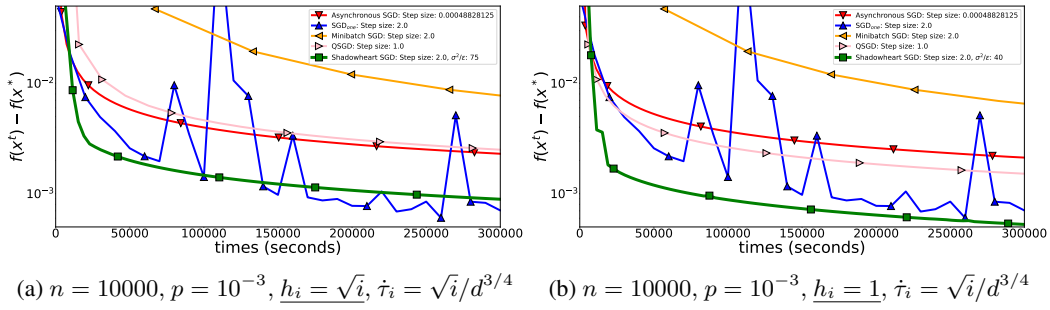 Asynchronous SGD: Step size: 0.00048828125
SGD_one: Step size: 2.0
Minibatch SGD: Step size: 2.0
QSGD: Step size: 1.0
Shadowheart SGD: Step size: 2.0, σ²/ε: 75
f(x^t) − f(x^*)
10^−2
10^−3
0 50000 100000 150000 200000 250000 300000
times (seconds)
(a) n = 10000, p = 10^−3, h_i = √i, τ̇_i = √i/d^3/4
Asynchronous SGD: Step size: 0.00048828125
SGD_one: Step size: 2.0
Minibatch SGD: Step size: 2.0
QSGD: Step size: 1.0
Shadowheart SGD: Step size: 2.0, σ²/ε: 40
f(x^t) − f(x^*)
10^−2
10^−3
0 50000 100000 150000 200000 250000 300000
times (seconds)
(b) n = 10000, p = 10^−3, h_i = 1, τ̇_i = √i/d^3/4